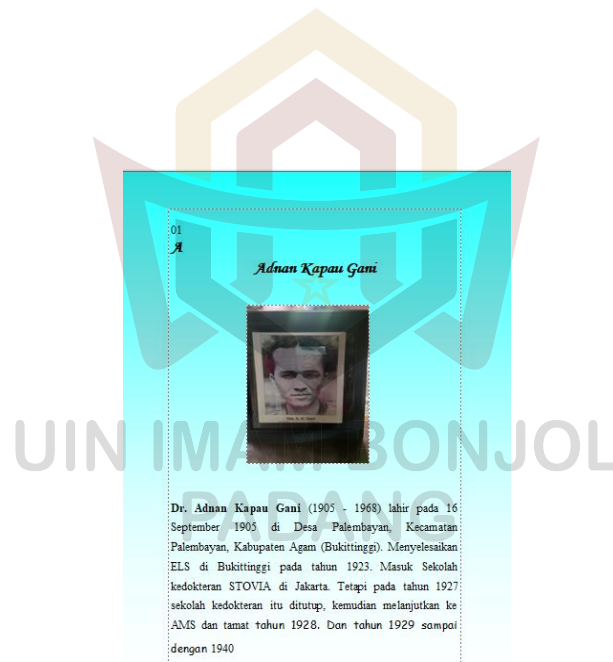 01
A
Adnan Kapau Gani
UIN IMAM BONJOL
PADANG
Dr. Adnan Kapau Gani (1905 - 1968) lahir pada 16
September 1905 di Desa Palembayan, Kecamatan
Palembayan, Kabupaten Agam (Bukittinggi). Menyelesaikan
ELS di Bukittinggi pada tahun 1923. Masuk Sekolah
kedokteran STOVIA di Jakarta. Tetapi pada tahun 1927
sekolah kedokteran itu ditutup, kemudian melanjutkan ke
AMS dan tamat tahun 1928. Dan tahun 1929 sampai
dengan 1940